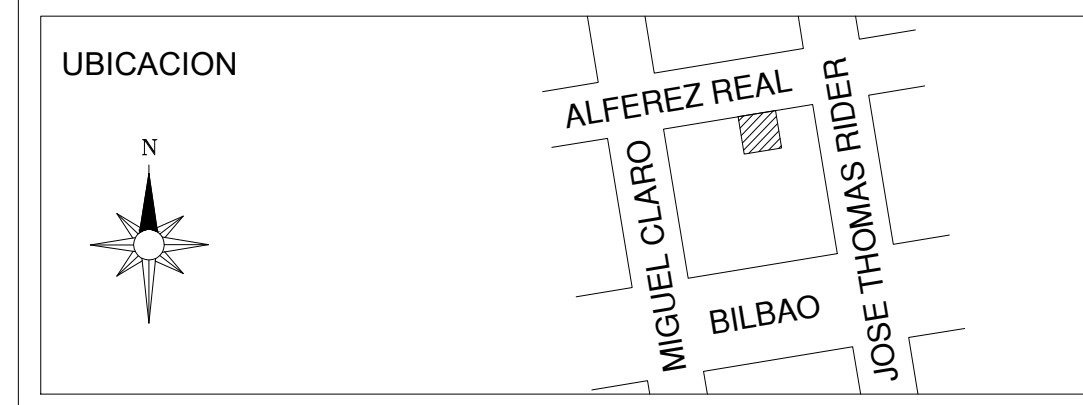 UBICACION
N
ALFEREZ REAL
MIGUEL CLARO
JOSE THOMAS RIDER
BILBAO